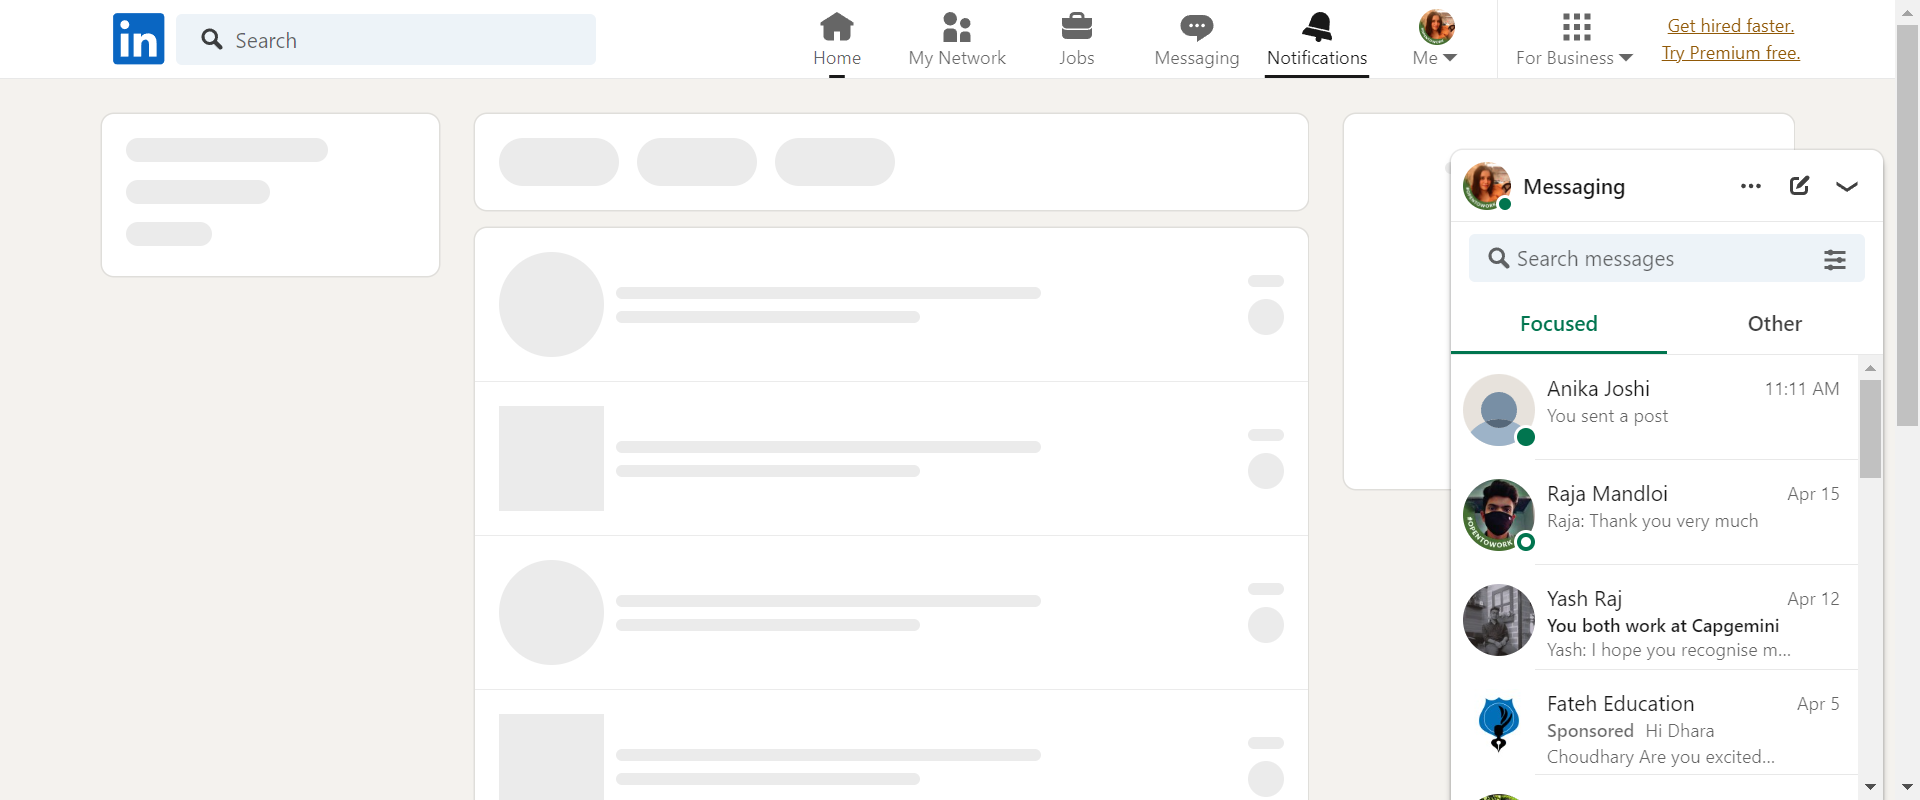 in
Search
Home
My Network
Jobs
Messaging
Notifications
Me
For Business
Get hired faster.
Try Premium free.
Messaging
Search messages
Focused
Other
Anika Joshi 11:11 AM
You sent a post
Raja Mandloi Apr 15
Raja: Thank you very much
#OPENTOWORK
Yash Raj Apr 12
You both work at Capgemini
Yash: I hope you recognise m...
Fateh Education Apr 5
Sponsored Hi Dhara
Choudhary Are you excited...